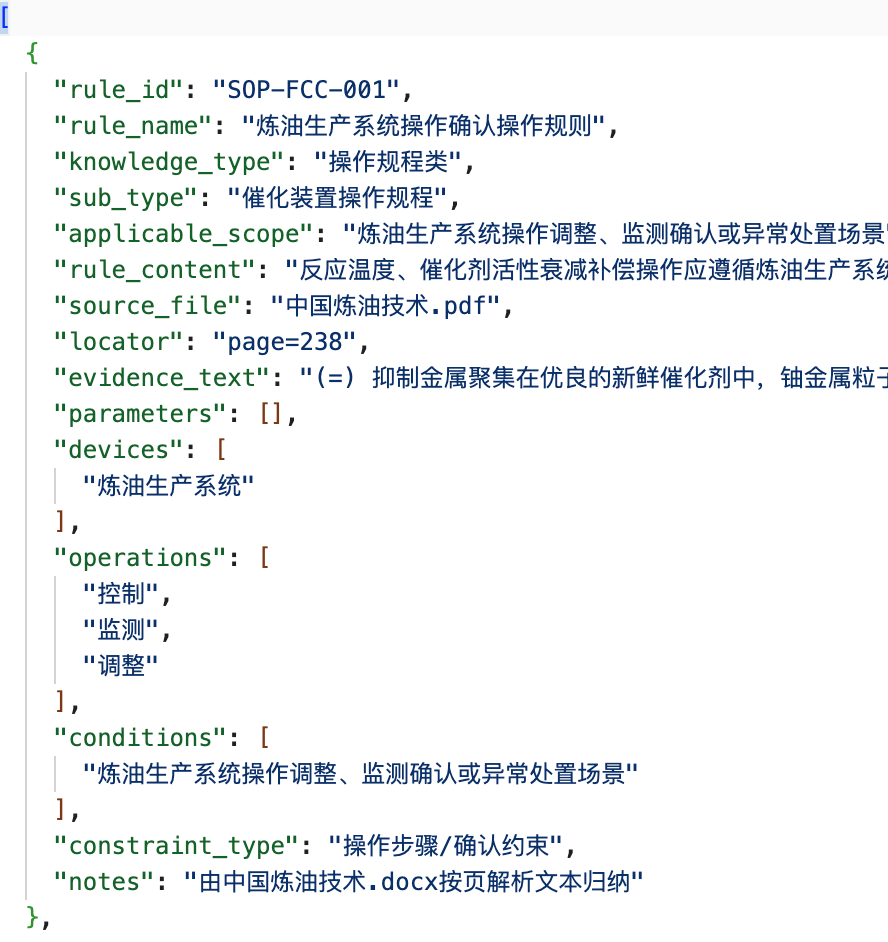 [
{
"rule_id": "SOP-FCC-001",
"rule_name": "炼油生产系统操作确认操作规则",
"knowledge_type": "操作规程类",
"sub_type": "催化装置操作规程",
"applicable_scope": "炼油生产系统操作调整、监测确认或异常处置场景"
"rule_content": "反应温度、催化剂活性衰减补偿操作应遵循炼油生产系统
"source_file": "中国炼油技术.pdf",
"locator": "page=238",
"evidence_text": "(=) 抑制金属聚集在优良的新鲜催化剂中，铀金属粒子
"parameters": [],
"devices": [
"炼油生产系统"
],
"operations": [
"控制",
"监测",
"调整"
],
"conditions": [
"炼油生产系统操作调整、监测确认或异常处置场景"
],
"constraint_type": "操作步骤/确认约束",
"notes": "由中国炼油技术.docx按页解析文本归纳"
},